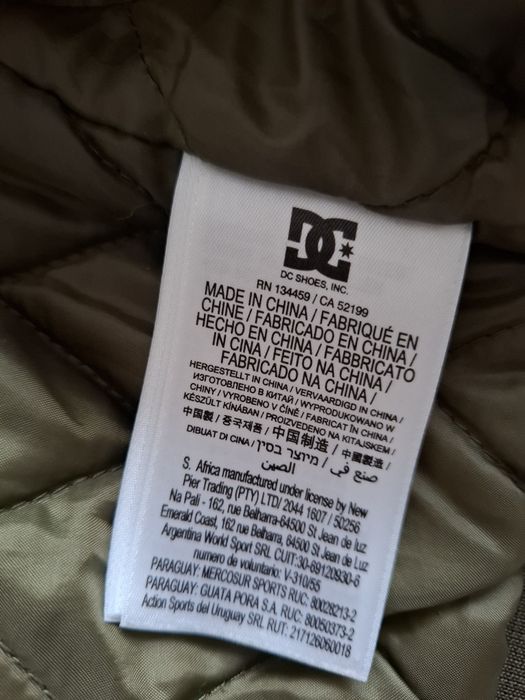 DC
DC SHOES, INC.
RN 134459 / CA 52199
MADE IN CHINA / FABRIQUÉ EN
CHINE / FABRICADO EN CHINA /
HECHO EN CHINA / FABBRICATO
IN CINA / FEITO NA CHINA /
FABRICADO NA CHINA /
HERGESTELLT IN CHINA / VERVAARDIGD IN CHINA /
ИЗГОТОВЛЕНО В КИТАЙ / WYPRODUKOWANO W
CHINY / VYROBENO V ČÍNĚ / FABRICAT ÎN CHINA /
KÉSZÜLT KÍNÁBAN / PROIZVEDENO NA KITAJSKEM /
中国製 / 중국제품 / 中国制造 / 中國製造 /
DIBUAT DI CINA / מיוצר בסין / صنع في
الصين
S. Africa manufactured under license by New
Pier Trading (PTY) LTD/ 2044 1607 / 50256
Na Pali - 162, rue Belharra-64500 St Jean de luz
Emerald Coast, 162 rue Belharra-64500 St Jean de Luz
Argentina World Sport SRL CUIT:30-69120930-6
numero de voluntario: V-310/55
PARAGUAY: MERCOSUR SPORTS RUC: 80028213-2
PARAGUAY: GUATA PORA S.A. RUC: 80050373-2
Action Sports del Uruguay SRL RUT: 217126060018